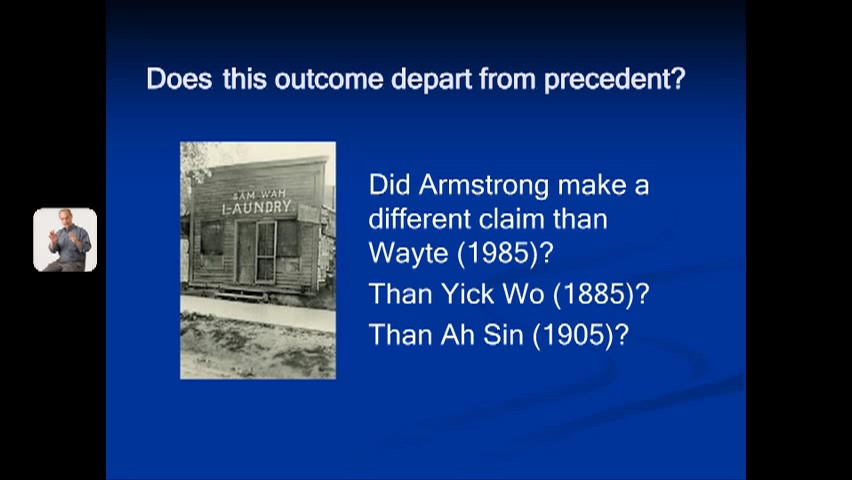 Does this outcome depart from precedent?
SAM WAH
LAUNDRY
Did Armstrong make a
different claim than
Wayte (1985)?
Than Yick Wo (1885)?
Than Ah Sin (1905)?